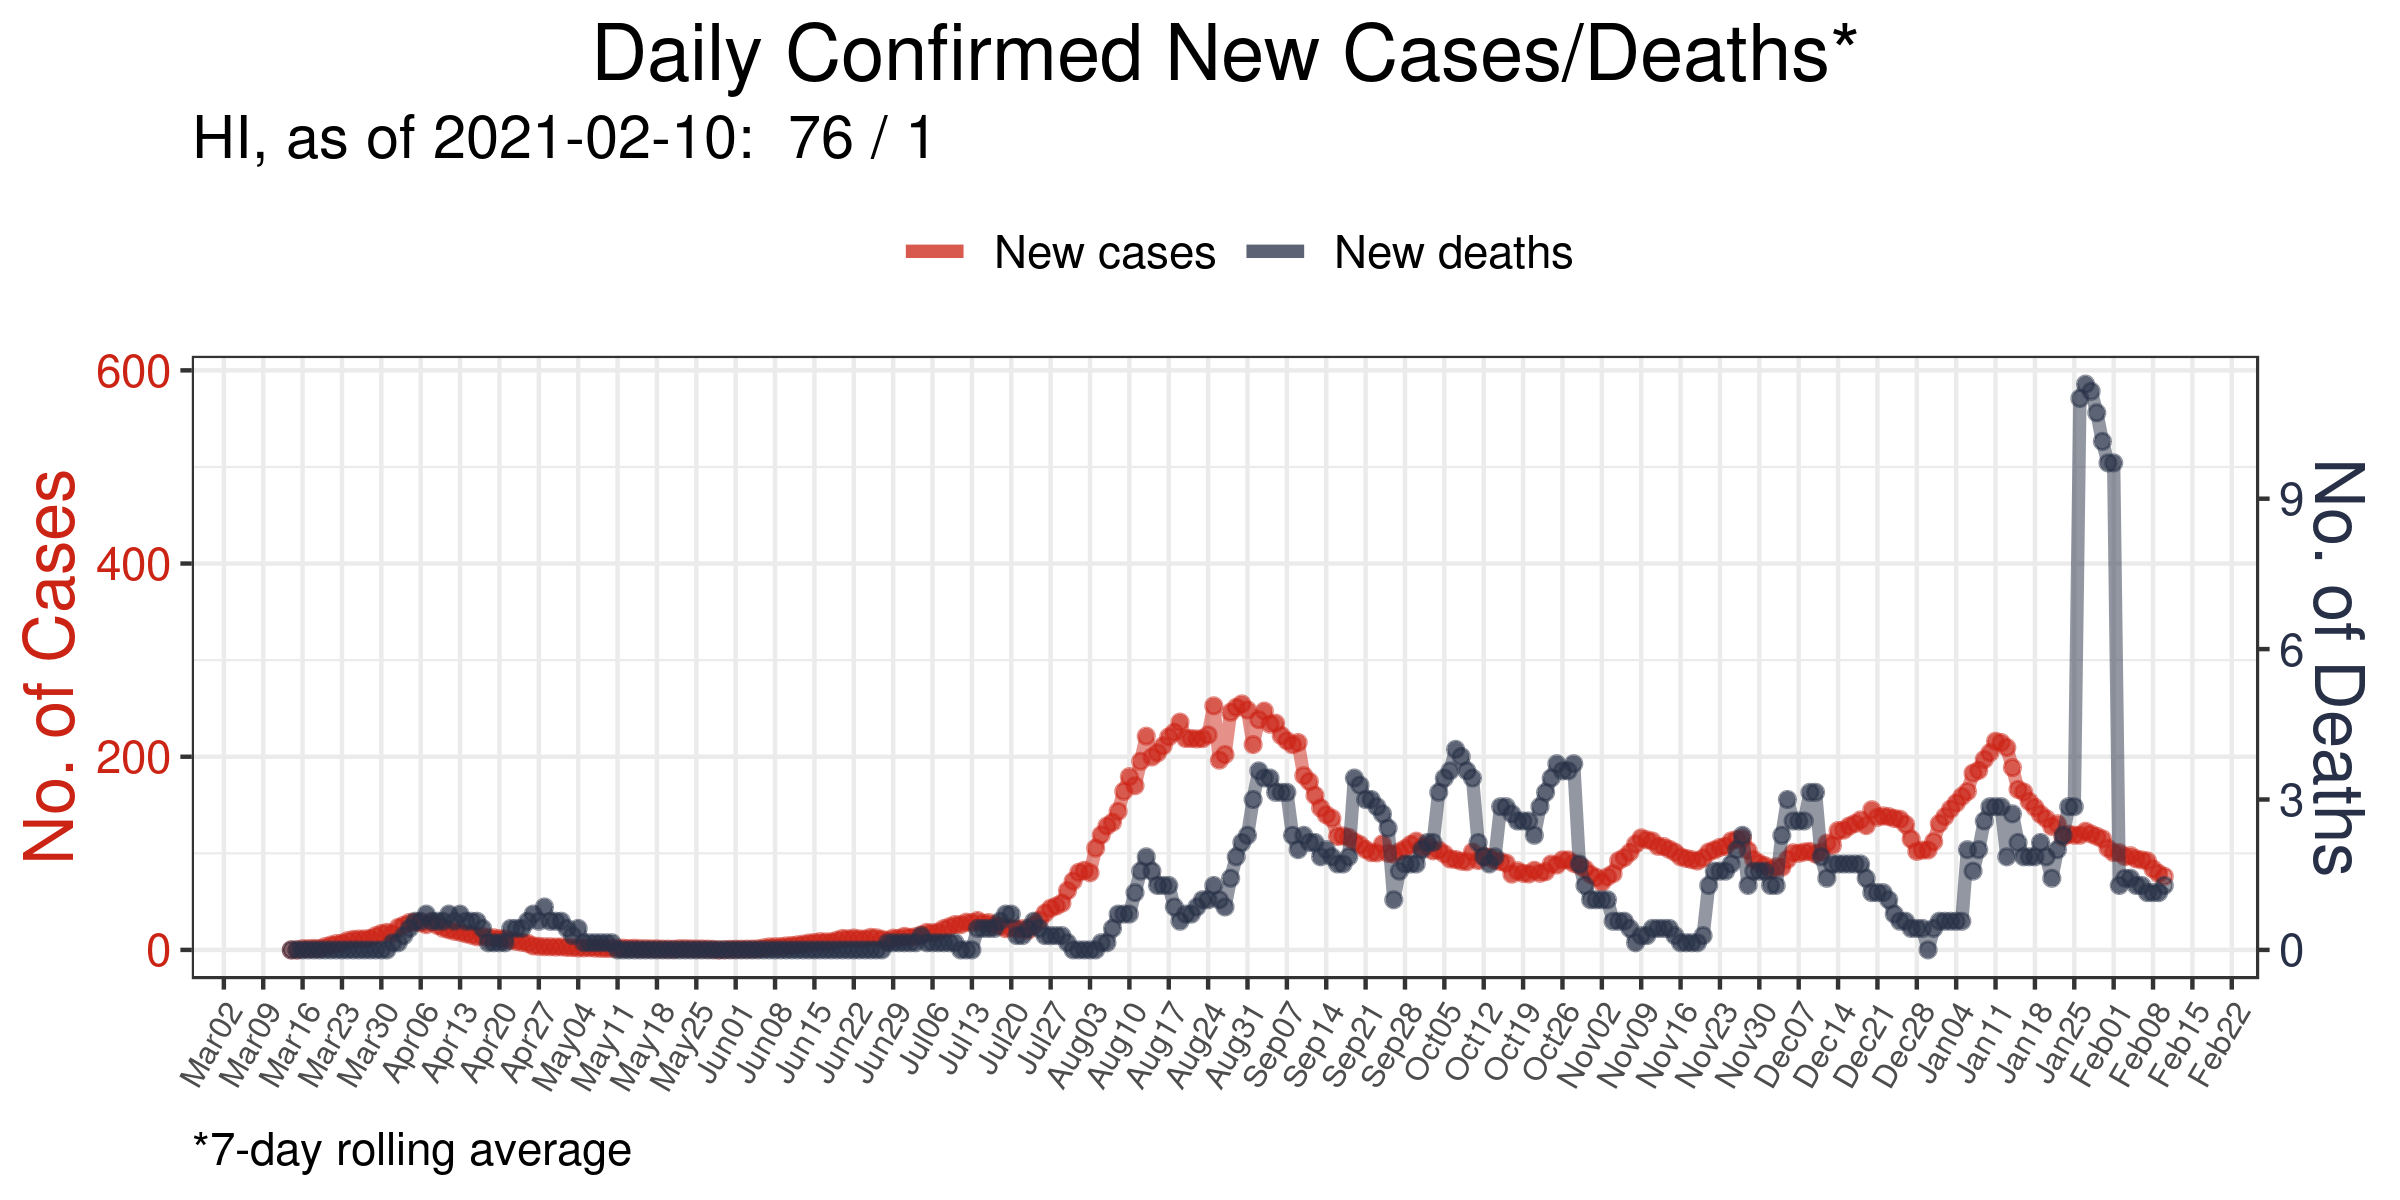 Daily Confirmed New Cases/Deaths*
HI, as of 2021-02-10:  76 / 1
New cases New deaths
No. of Cases
600
400
200
0
No. of Deaths
9
6
3
0
Mar02 Mar09 Mar16 Mar23 Mar30 Apr06 Apr13 Apr20 Apr27 May04 May11 May18 May25 Jun01 Jun08 Jun15 Jun22 Jun29 Jul06 Jul13 Jul20 Jul27 Aug03 Aug10 Aug17 Aug24 Aug31 Sep07 Sep14 Sep21 Sep28 Oct05 Oct12 Oct19 Oct26 Nov02 Nov09 Nov16 Nov23 Nov30 Dec07 Dec14 Dec21 Dec28 Jan04 Jan11 Jan18 Jan25 Feb01 Feb08 Feb15 Feb22
*7-day rolling average